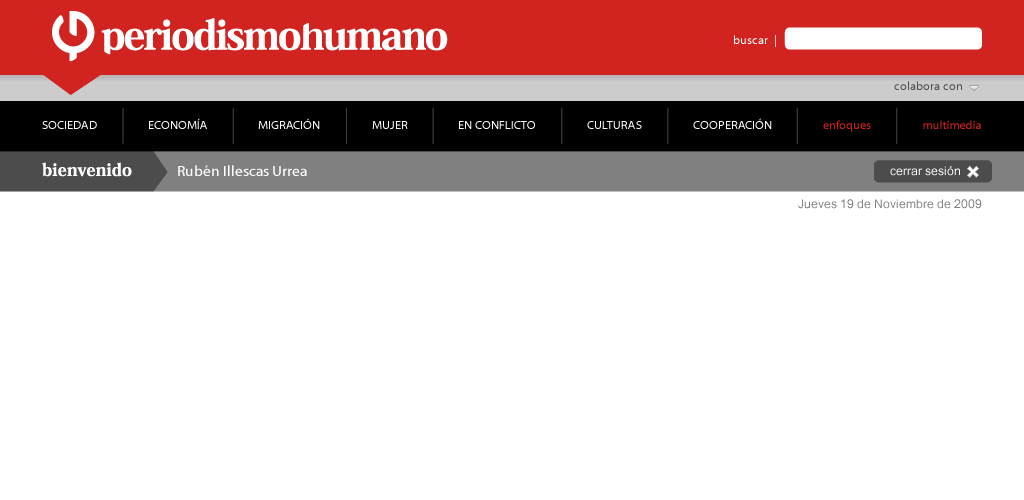 periodismohumano
buscar |
colabora con
SOCIEDAD ECONOMÍA MIGRACIÓN MUJER EN CONFLICTO CULTURAS COOPERACIÓN enfoques multimedia
bienvenido Rubén Illescas Urrea cerrar sesión
Jueves 19 de Noviembre de 2009